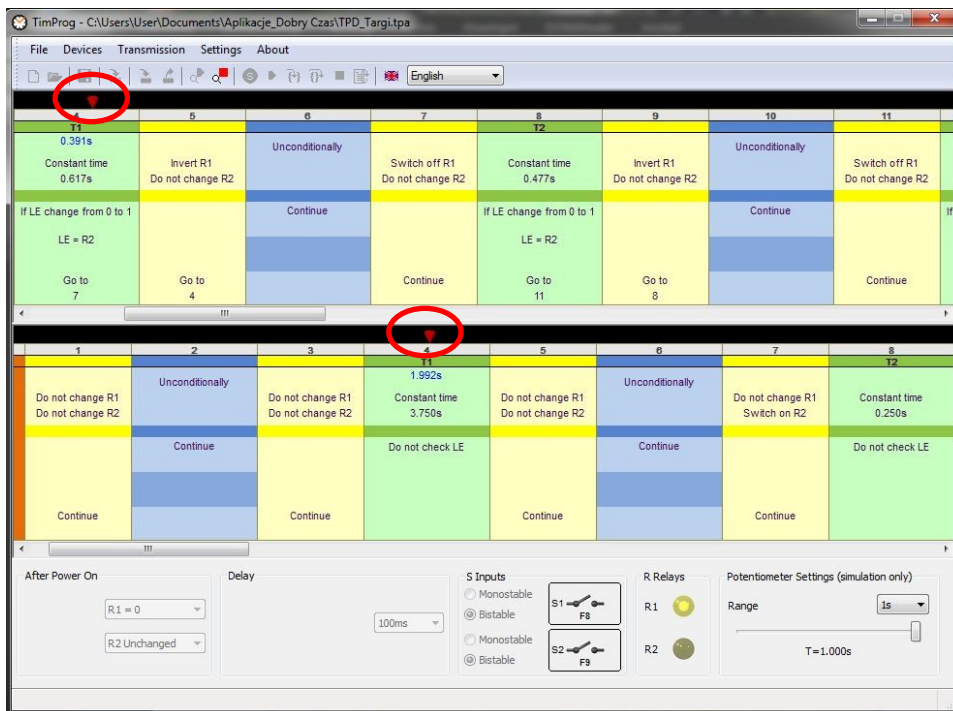 TimProg - C:\Users\User\Documents\Aplikacje_Dobry Czas\TPD_Targi.tpa
File Devices Transmission Settings About
English
4 5 6 7 8 9 10 11
T1 T2
0.391s
Unconditionally Unconditionally
Constant time Invert R1 Switch off R1 Constant time Invert R1 Switch off R1
0.617s Do not change R2 Do not change R2 0.477s Do not change R2 Do not change R2
If LE change from 0 to 1 Continue If LE change from 0 to 1 Continue If
LE = R2 LE = R2
Go to Go to Continue Go to Go to Continue
7 4 11 8
1 2 3 4 5 6 7 8
T1 T2
1.992s
Unconditionally Unconditionally
Do not change R1 Do not change R1 Constant time Do not change R1 Do not change R1 Constant time
Do not change R2 Do not change R2 3.750s Do not change R2 Switch on R2 0.250s
Continue Do not check LE Continue Do not check LE
Continue Continue Continue Continue
After Power On Delay S Inputs R Relays Potentiometer Settings (simulation only)
Monostable
R1 = 0 S1 R1 Range 1s
Bistable F8
100ms
Monostable
R2 Unchanged S2 R2 T=1.000s
Bistable F9